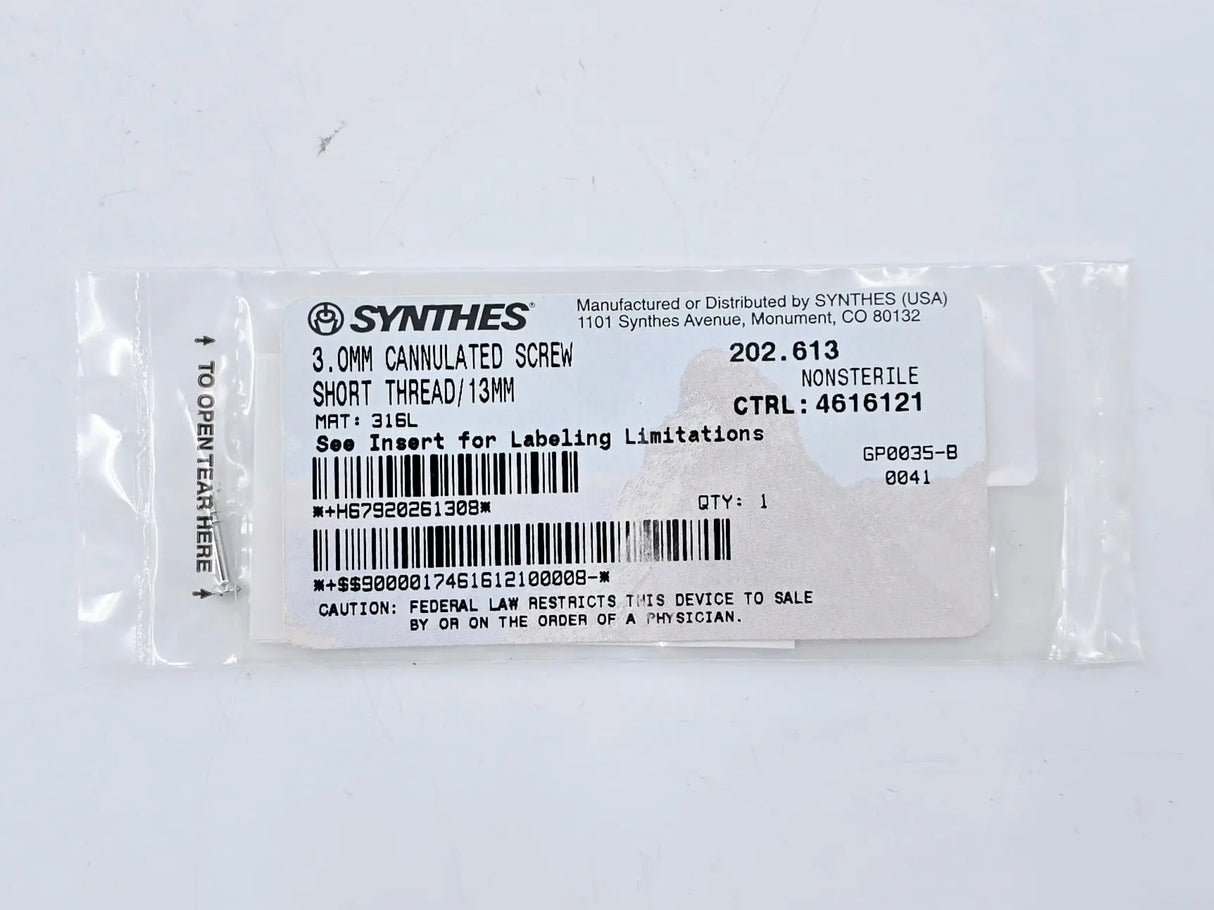 SYNTHES®
Manufactured or Distributed by SYNTHES (USA)
1101 Synthes Avenue, Monument, CO 80132
3.0MM CANNULATED SCREW
SHORT THREAD/13MM
MAT: 316L
See Insert for Labeling Limitations
202.613
NONSTERILE
CTRL: 4616121
GP0035-B
0041
*+H67920261308*
QTY: 1
*+$$90000017461612100008-*
CAUTION: FEDERAL LAW RESTRICTS THIS DEVICE TO SALE
BY OR ON THE ORDER OF A PHYSICIAN.
TO OPEN TEAR HERE